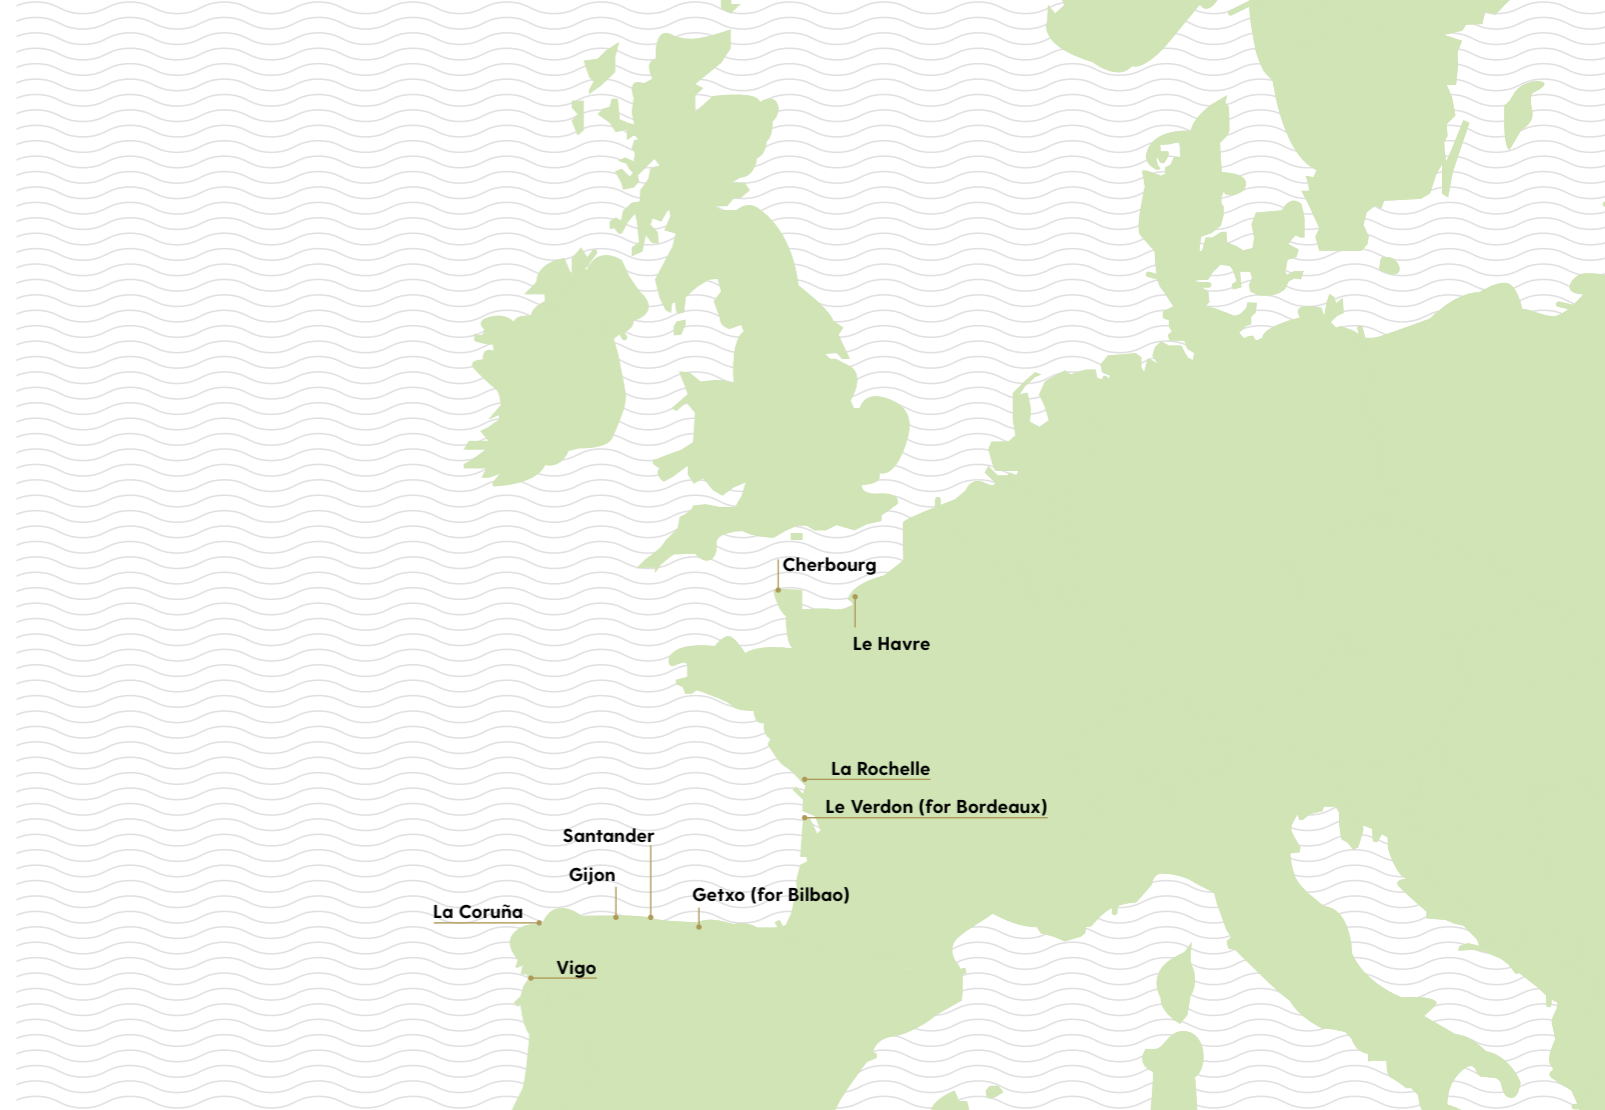 Cherbourg
Le Havre
La Rochelle
Le Verdon (for Bordeaux)
Santander
Gijon
Getxo (for Bilbao)
La Coruña
Vigo